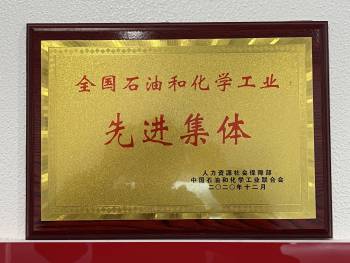 全国石油和化学工业
先进集体
人力资源社会保障部
中国石油和化学工业联合会
二〇二〇年十二月